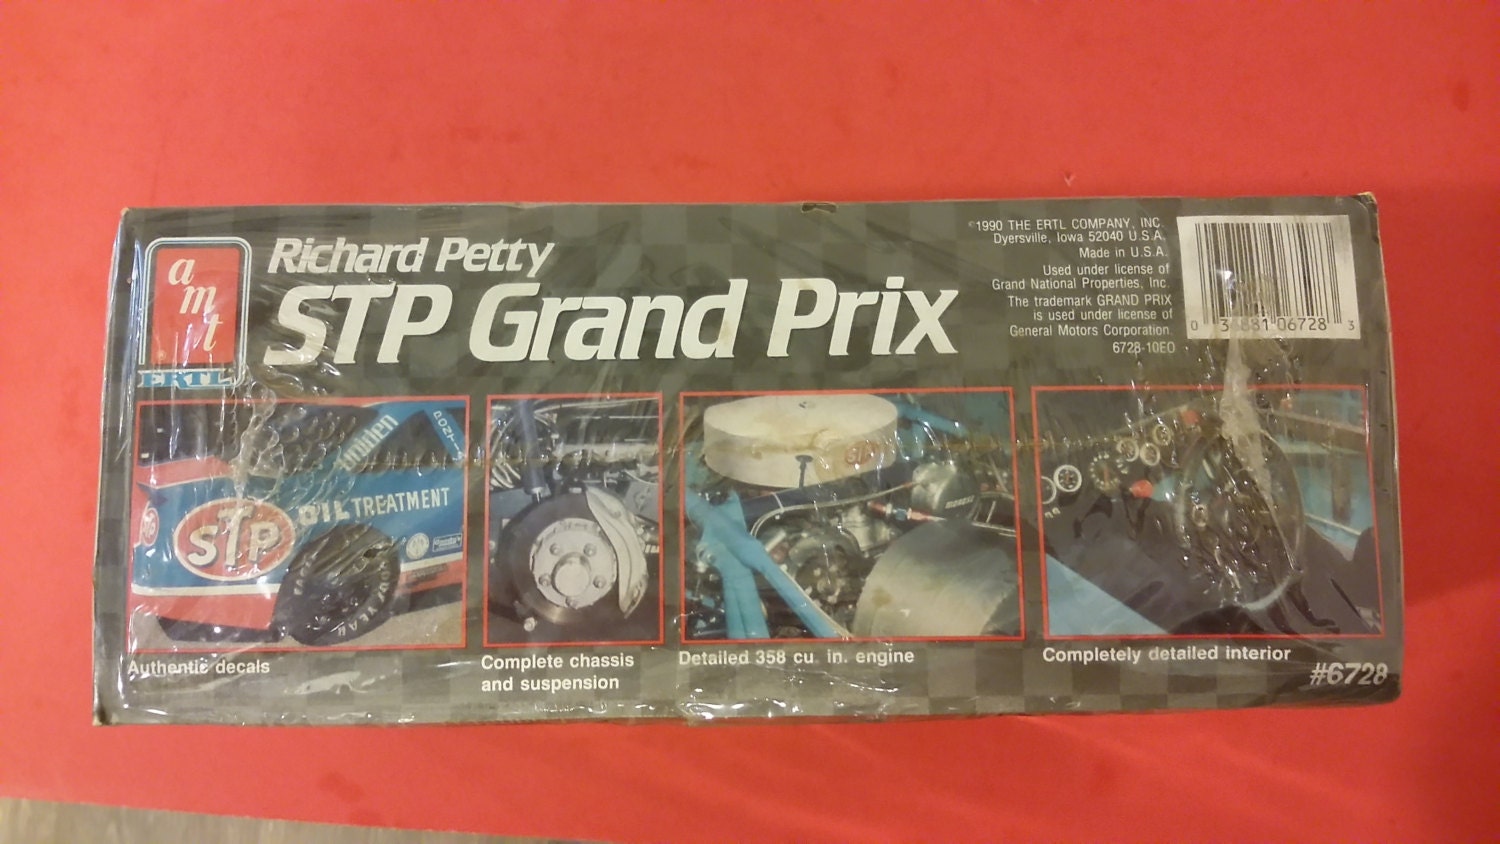 amt
ERTL
Richard Petty
STP Grand Prix
©1990 THE ERTL COMPANY, INC.
Dyersville, Iowa 52040 U.S.A.
Made in U.S.A.
Used under license of
Grand National Properties, Inc.
The trademark GRAND PRIX
is used under license of
General Motors Corporation.
6728-10EO
06728 3
STP
OIL TREATMENT
STP
Authentic decals
Complete chassis
and suspension
Detailed 358 cu. in. engine
Completely detailed interior
#6728